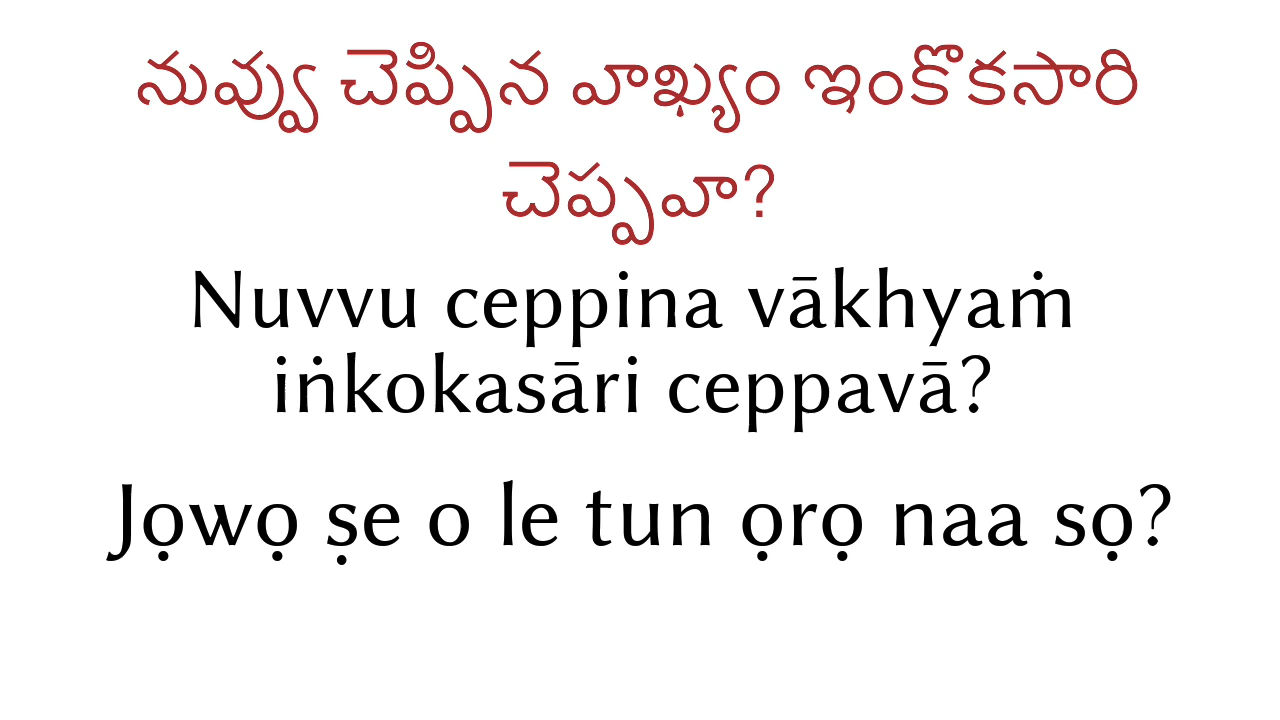 నువ్వు చెప్పిన వాఖ్యం ఇంకొకసారి
చెప్పవా?
Nuvvu ceppina vākhyaṁ
iṅkokasāri ceppavā?
Jọwọ ṣe o le tun ọrọ naa sọ?